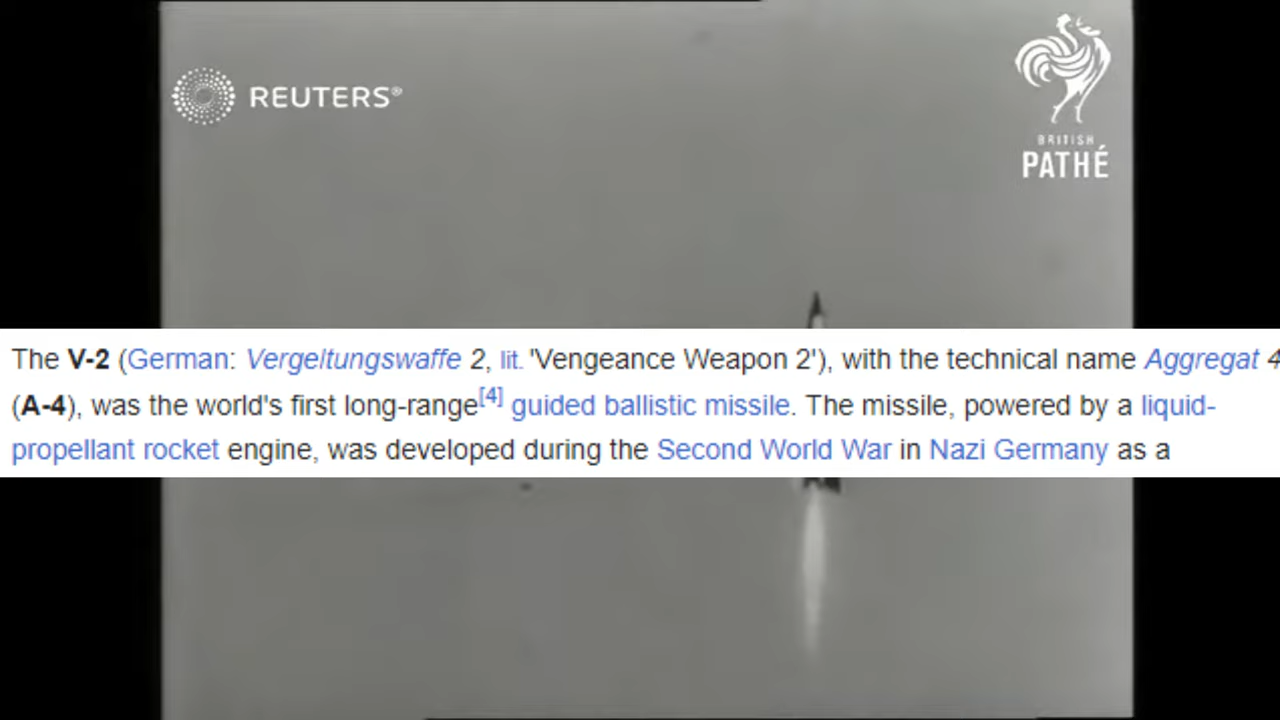 REUTERS®
BRITISH
PATHÉ
The V-2 (German: Vergeltungswaffe 2, lit. 'Vengeance Weapon 2'), with the technical name Aggregat 4
(A-4), was the world's first long-range[4] guided ballistic missile. The missile, powered by a liquid-
propellant rocket engine, was developed during the Second World War in Nazi Germany as a